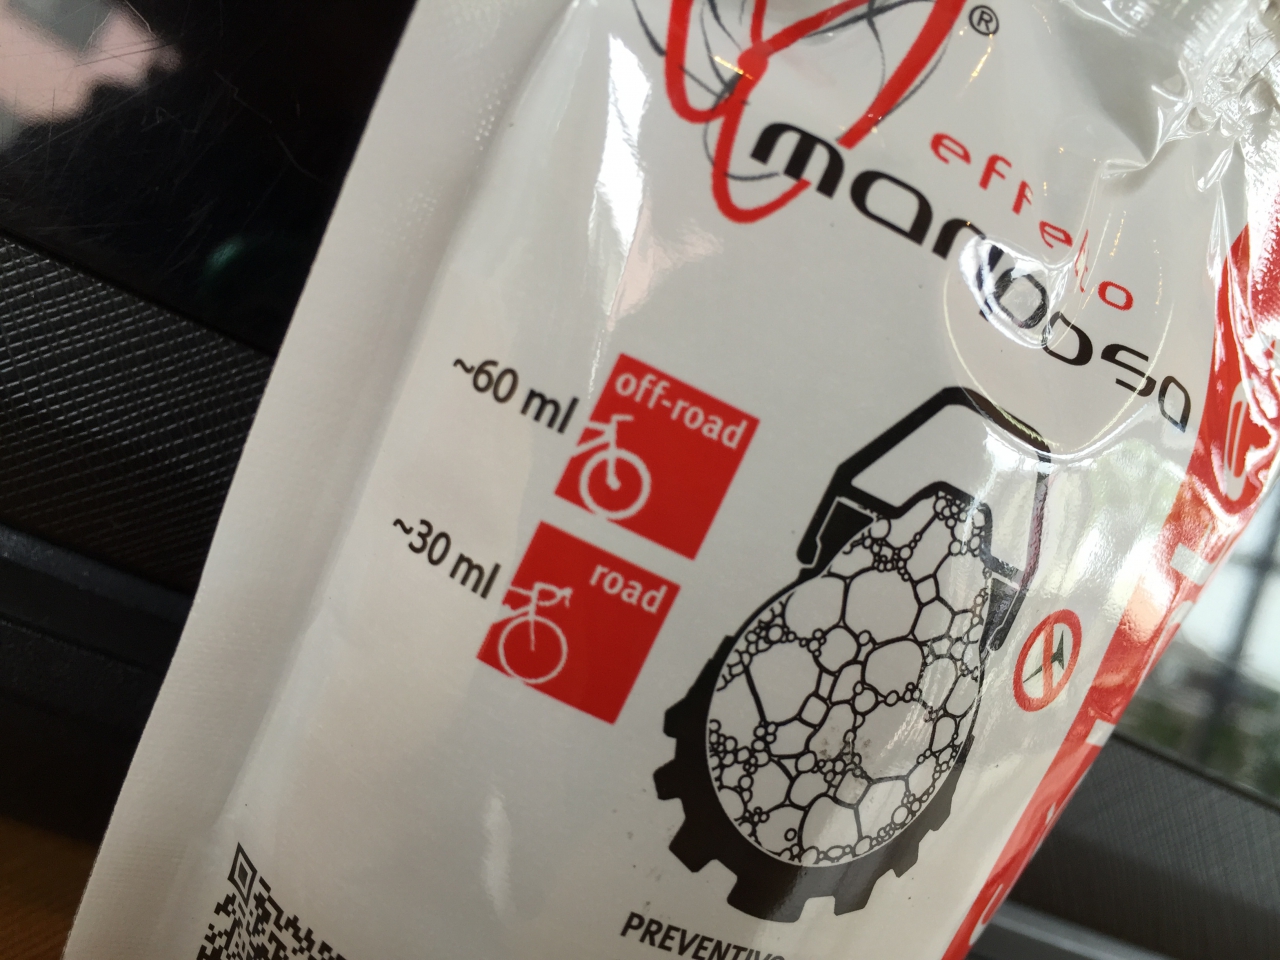 ®
effetto
mariposa
~60 ml
off-road
~30 ml
road
PREVENTIVO